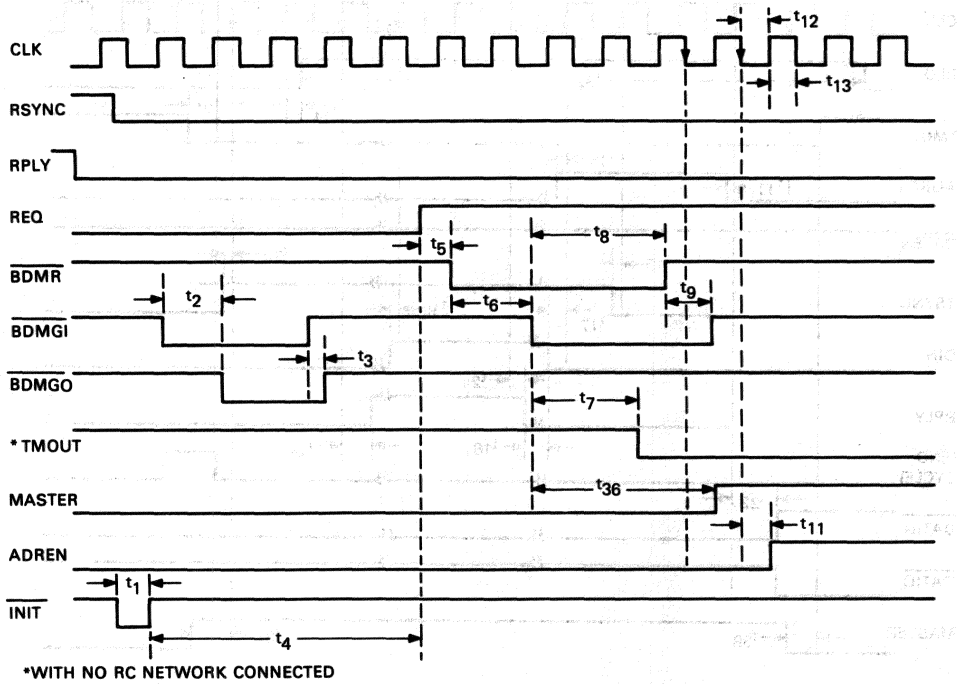 t12
CLK
t13
RSYNC
RPLY
REQ
t5
t8
BDMR
t2
t6
t9
BDMGI
t3
BDMGO
t7
* TMOUT
t36
MASTER
t11
ADREN
t1
INIT
t4
*WITH NO RC NETWORK CONNECTED